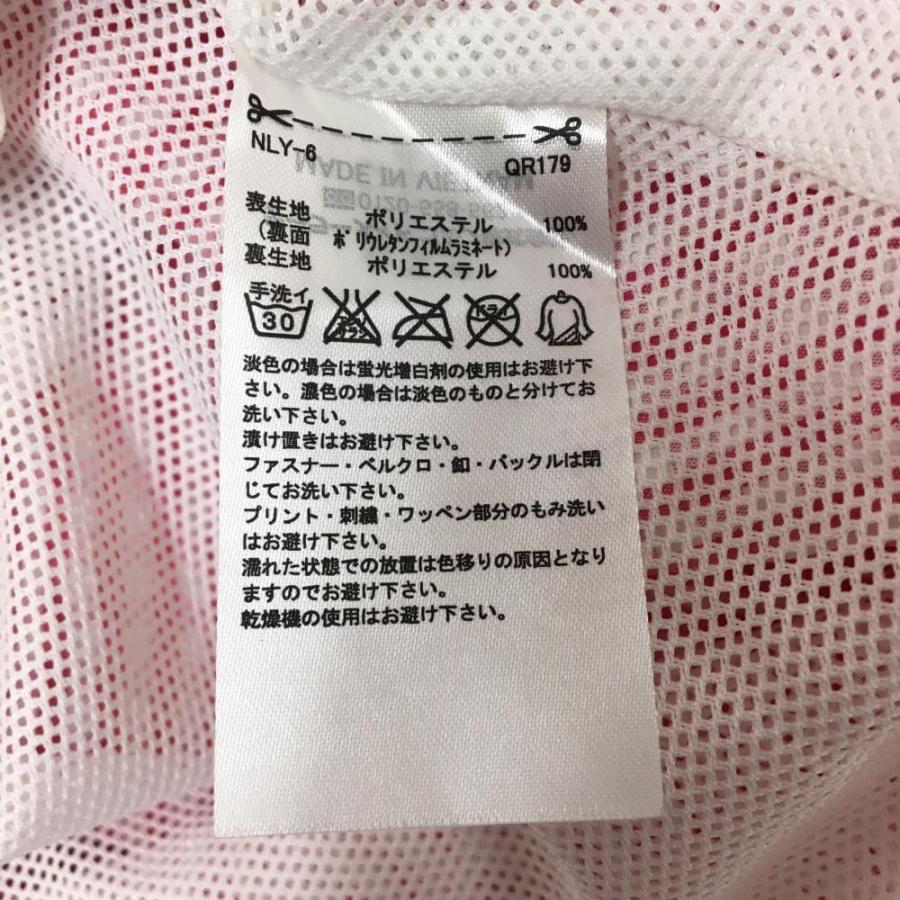 NLY-6 QR179
MADE IN VIETNAM
表生地 ポリエステル 100%
(裏面 ポリウレタンフィルムラミネート)
裏生地 ポリエステル 100%
手洗イ
30
淡色の場合は蛍光増白剤の使用はお避け下
さい。濃色の場合は淡色のものと分けてお
洗い下さい。
漬け置きはお避け下さい。
ファスナー・ベルクロ・釦・バックルは閉
じてお洗い下さい。
プリント・刺繍・ワッペン部分のもみ洗い
はお避け下さい。
濡れた状態での放置は色移りの原因となり
ますのでお避け下さい。
乾燥機の使用はお避け下さい。